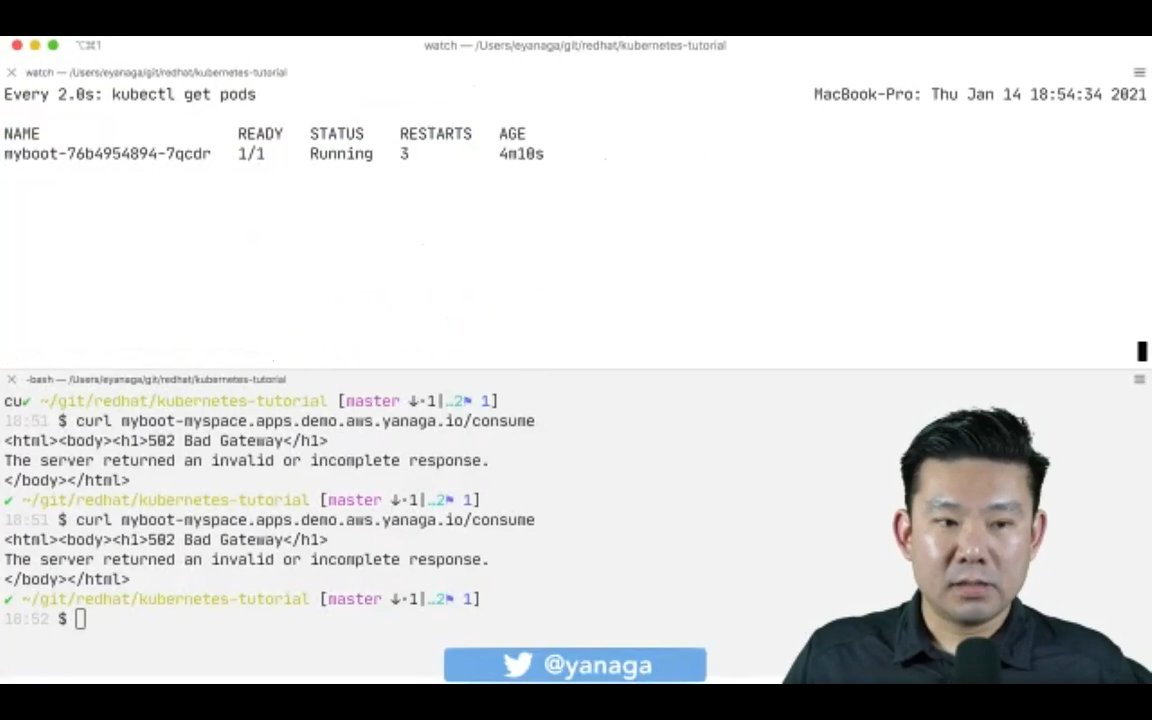 ⌥⌘1
watch — /Users/eyanaga/git/redhat/kubernetes-tutorial
watch — /Users/eyanaga/git/redhat/kubernetes-tutorial
Every 2.0s: kubectl get pods
MacBook-Pro: Thu Jan 14 18:54:34 2021
NAME READY STATUS RESTARTS AGE
myboot-76b4954894-7qcdr 1/1 Running 3 4m10s
-bash — /Users/eyanaga/git/redhat/kubernetes-tutorial
cu✔ ~/git/redhat/kubernetes-tutorial [master ↓·1|…2⚑ 1]
18:51 $ curl myboot-myspace.apps.demo.aws.yanaga.io/consume
<html><body><h1>502 Bad Gateway</h1>
The server returned an invalid or incomplete response.
</body></html>
✔ ~/git/redhat/kubernetes-tutorial [master ↓·1|…2⚑ 1]
18:51 $ curl myboot-myspace.apps.demo.aws.yanaga.io/consume
<html><body><h1>502 Bad Gateway</h1>
The server returned an invalid or incomplete response.
</body></html>
✔ ~/git/redhat/kubernetes-tutorial [master ↓·1|…2⚑ 1]
18:52 $
@yanaga